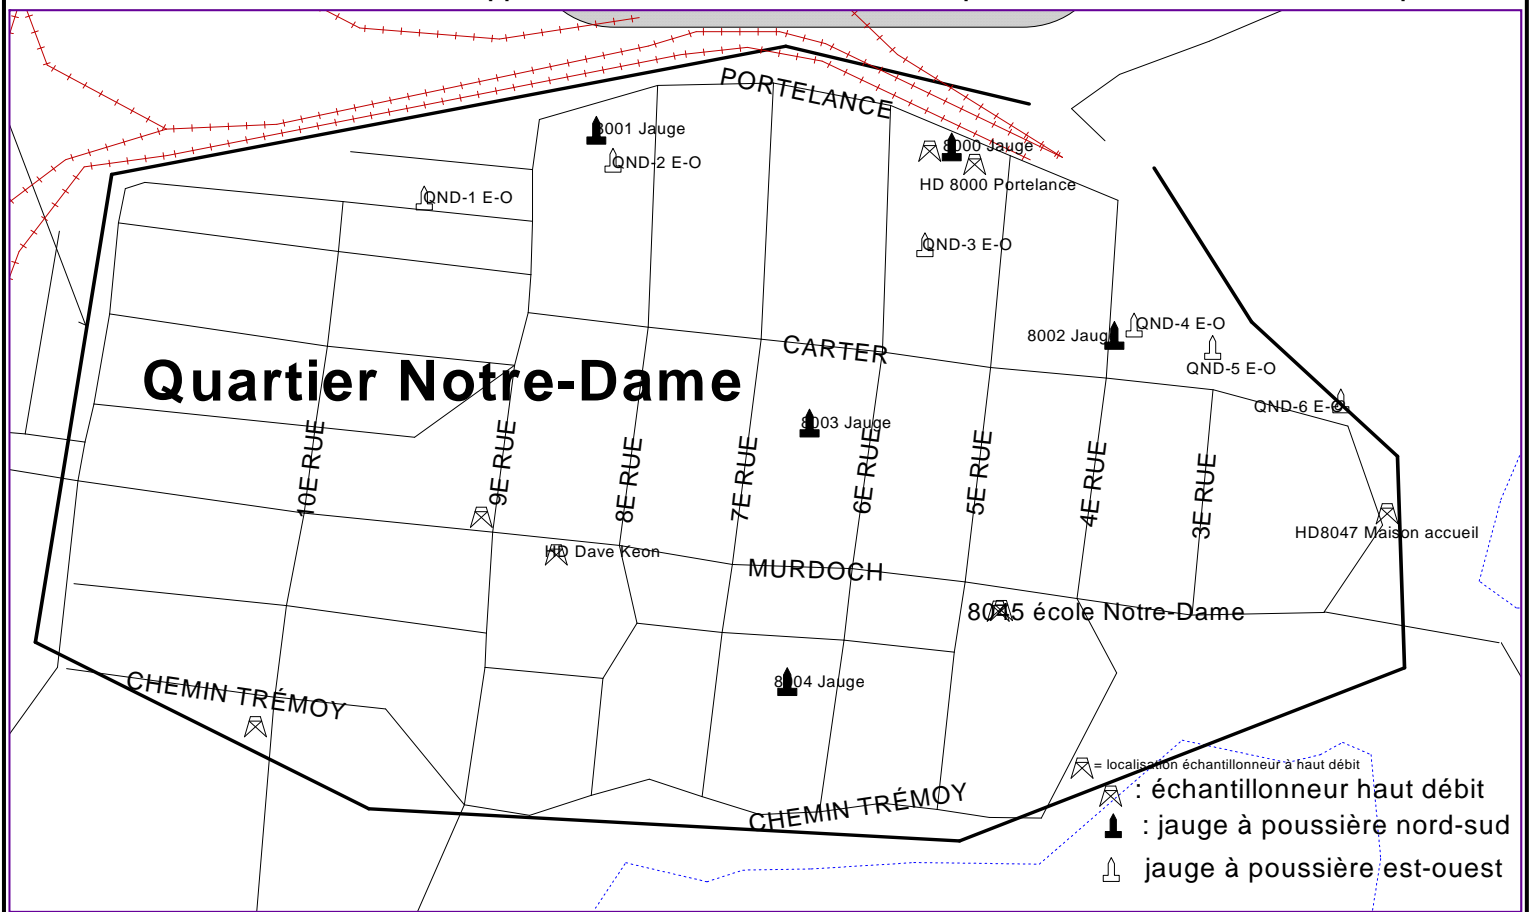 PORTELANCE
8001 Jauge
QND-2 E-O
QND-1 E-O
8000 Jauge
HD 8000 Portelance
QND-3 E-O
8002 Jauge
QND-4 E-O
QND-5 E-O
QND-6 E-O
CARTER
Quartier Notre-Dame
8003 Jauge
10E RUE
9E RUE
8E RUE
7E RUE
6E RUE
5E RUE
4E RUE
3E RUE
HD8047 Maison accueil
HD Dave Keon
MURDOCH
8045 école Notre-Dame
8004 Jauge
CHEMIN TRÉMOY
CHEMIN TRÉMOY
= localisation échantillonneur à haut débit
: échantillonneur haut débit
: jauge à poussière nord-sud
jauge à poussière est-ouest